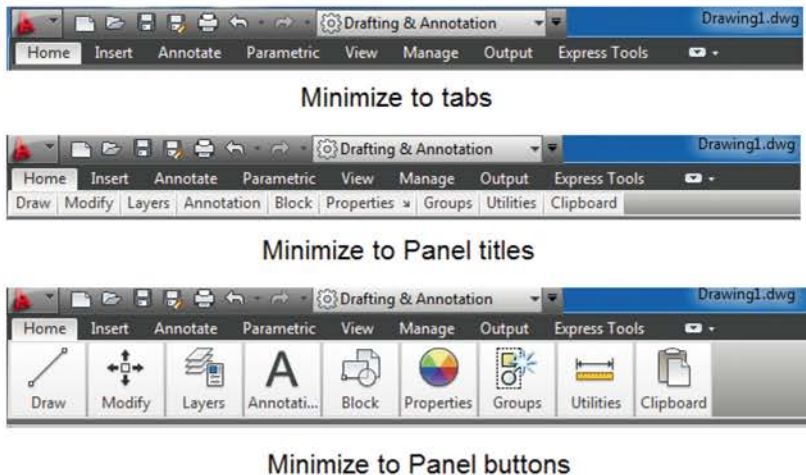 Drafting & Annotation Drawing1.dwg
Home Insert Annotate Parametric View Manage Output Express Tools
Minimize to tabs
Drafting & Annotation Drawing1.dwg
Home Insert Annotate Parametric View Manage Output Express Tools
Draw Modify Layers Annotation Block Properties Groups Utilities Clipboard
Minimize to Panel titles
Drafting & Annotation Drawing1.dwg
Home Insert Annotate Parametric View Manage Output Express Tools
Draw Modify Layers Annotati... Block Properties Groups Utilities Clipboard
Minimize to Panel buttons